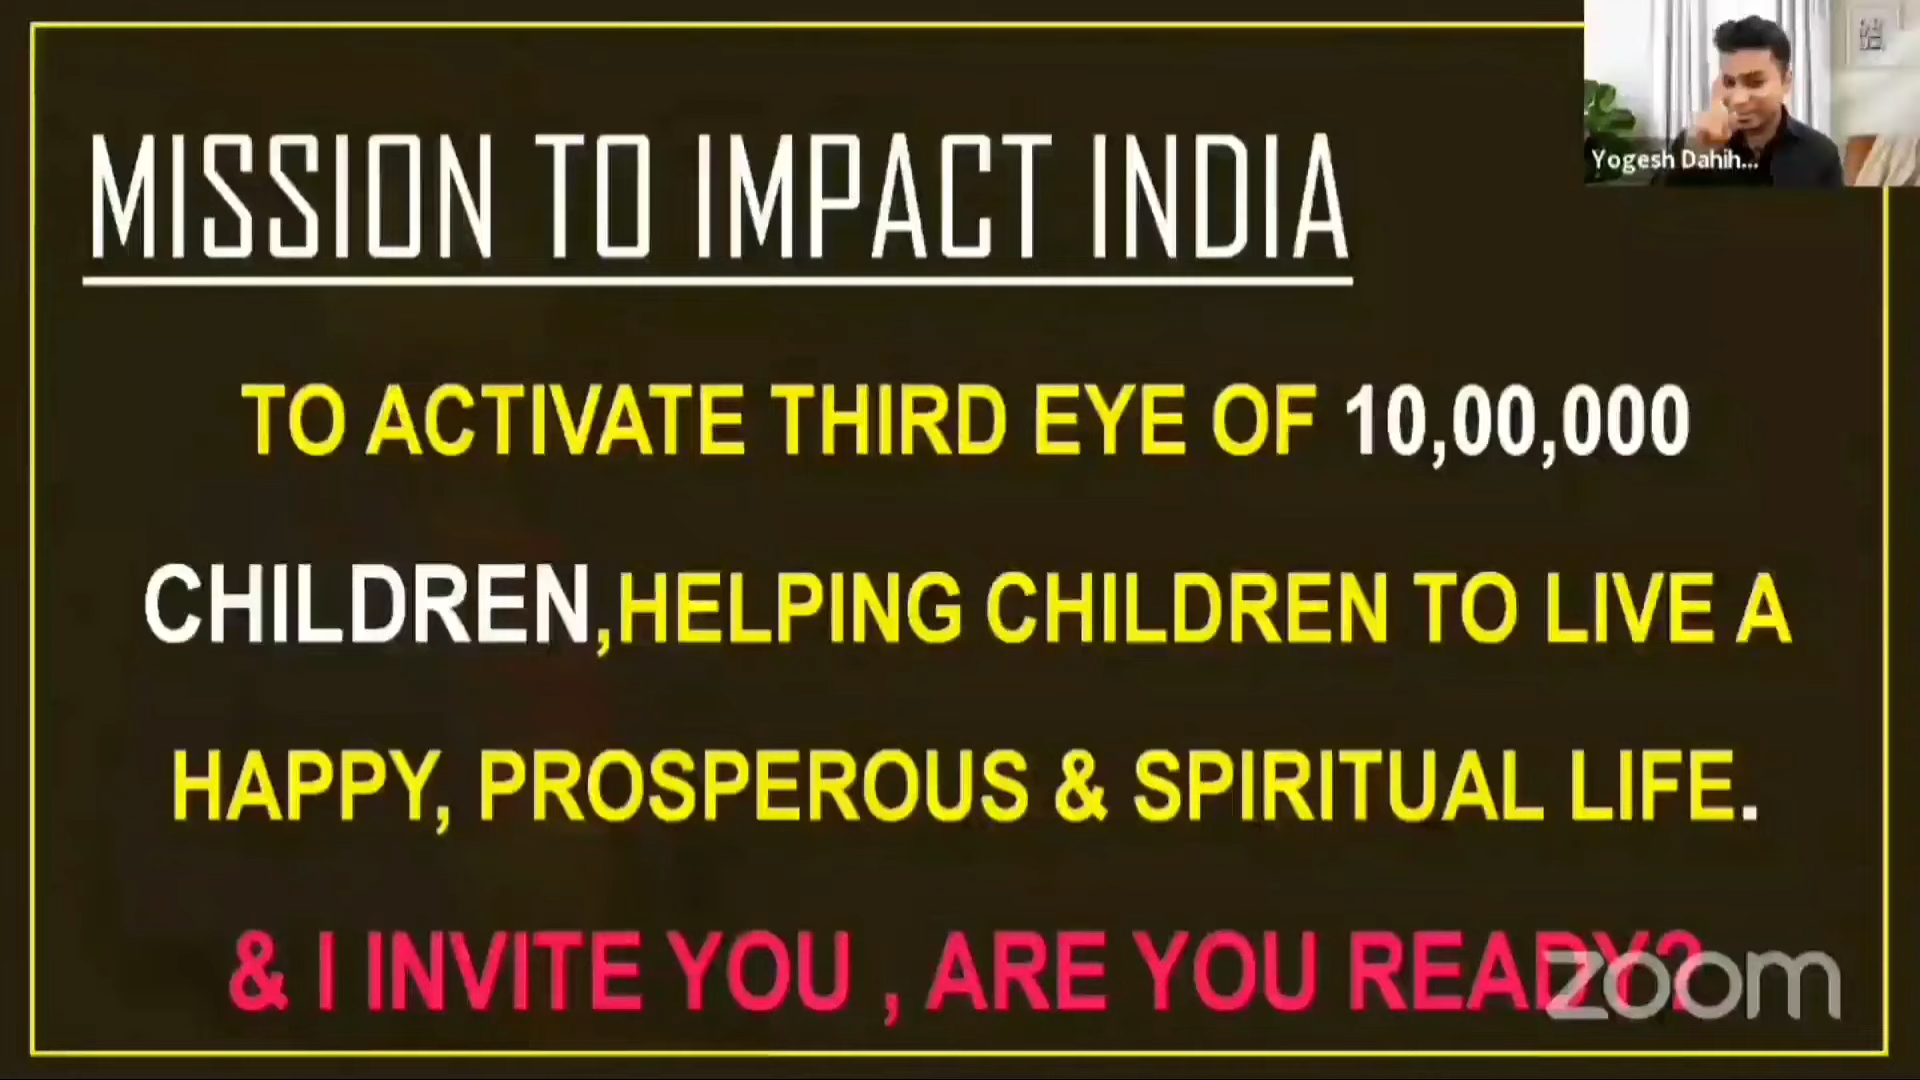 MISSION TO IMPACT INDIA
Yogesh Dahih...
TO ACTIVATE THIRD EYE OF 10,00,000
CHILDREN,HELPING CHILDREN TO LIVE A
HAPPY, PROSPEROUS & SPIRITUAL LIFE.
& I INVITE YOU , ARE YOU READY?
zoom